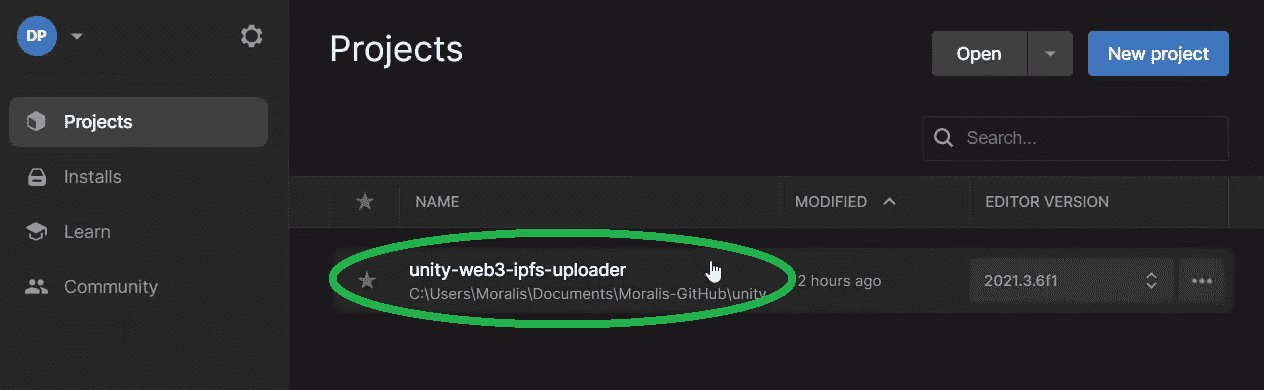 DP
Projects
Open
New project
Projects
Search...
Installs
NAME
MODIFIED
EDITOR VERSION
Learn
unity-web3-ipfs-uploader
2 hours ago
2021.3.6f1
C:\Users\Moralis\Documents\Moralis-GitHub\unity
Community